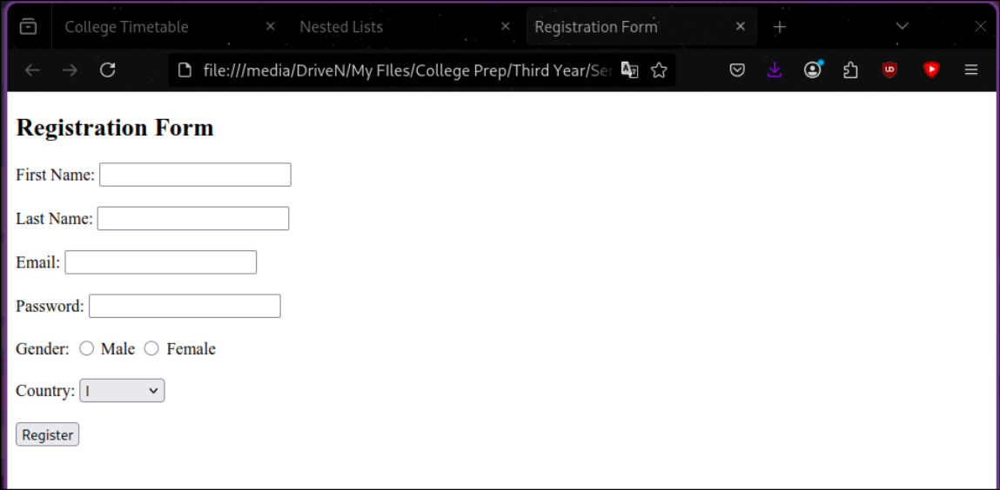 College Timetable Nested Lists Registration Form
file:///media/DriveN/My FIles/College Prep/Third Year/Ser
Registration Form
First Name:
Last Name:
Email:
Password:
Gender: Male Female
Country: I
Register